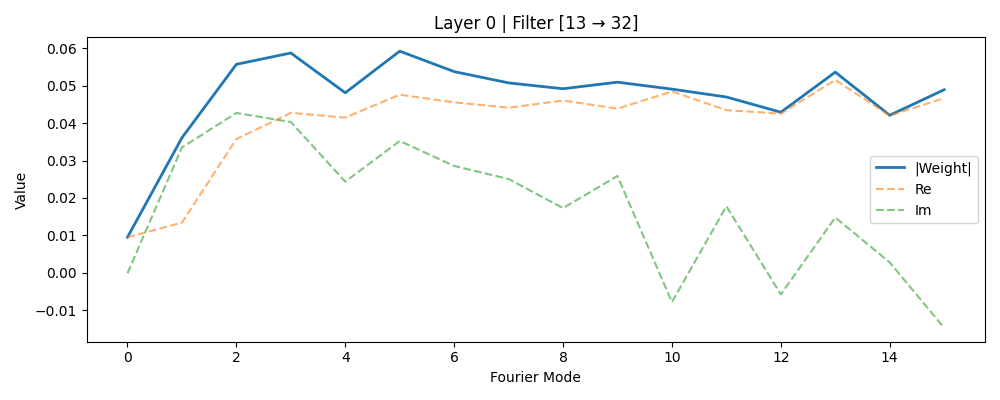 Layer 0 | Filter [13 → 32]
0.06
0.05
0.04
0.03
0.02
0.01
0.00
−0.01
Value
|Weight|
Re
Im
0 2 4 6 8 10 12 14
Fourier Mode